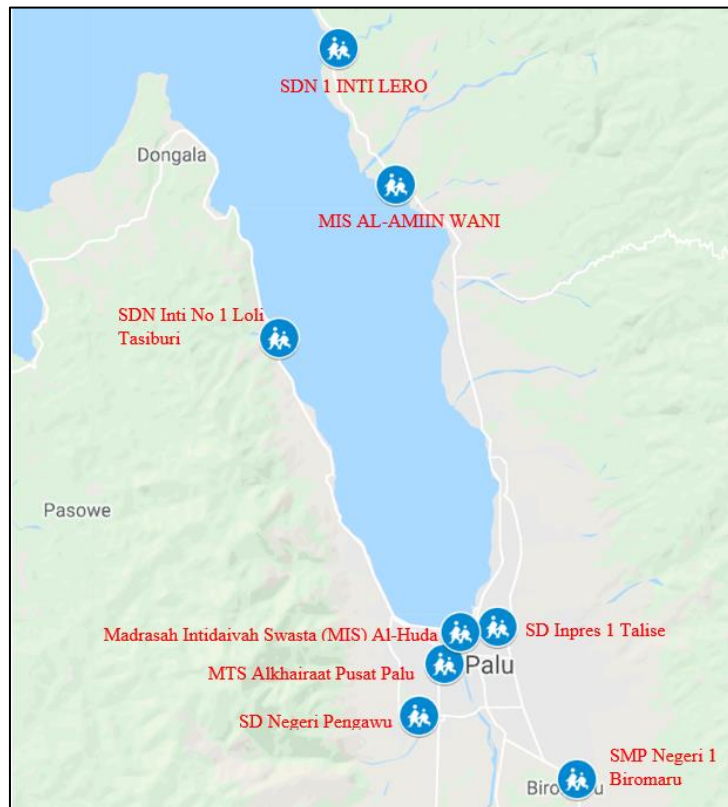 SDN 1 INTI LERO
Dongala
MIS AL-AMIIN WANI
SDN Inti No 1 Loli
Tasiburi
Pasowe
Madrasah Intidaivah Swasta (MIS) Al-Huda
SD Inpres 1 Talise
MTS Alkhairaat Pusat Palu
Palu
SD Negeri Pengawu
SMP Negeri 1
Biromaru